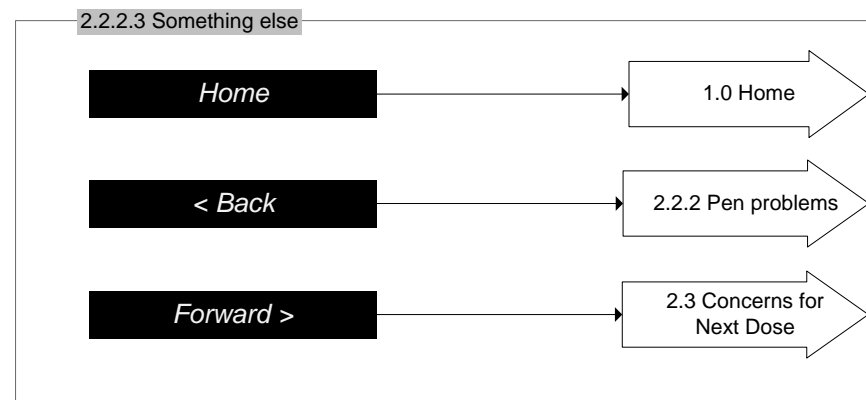 2.2.2.3 Something else
Home
1.0 Home
< Back
2.2.2 Pen problems
Forward >
2.3 Concerns for
Next Dose